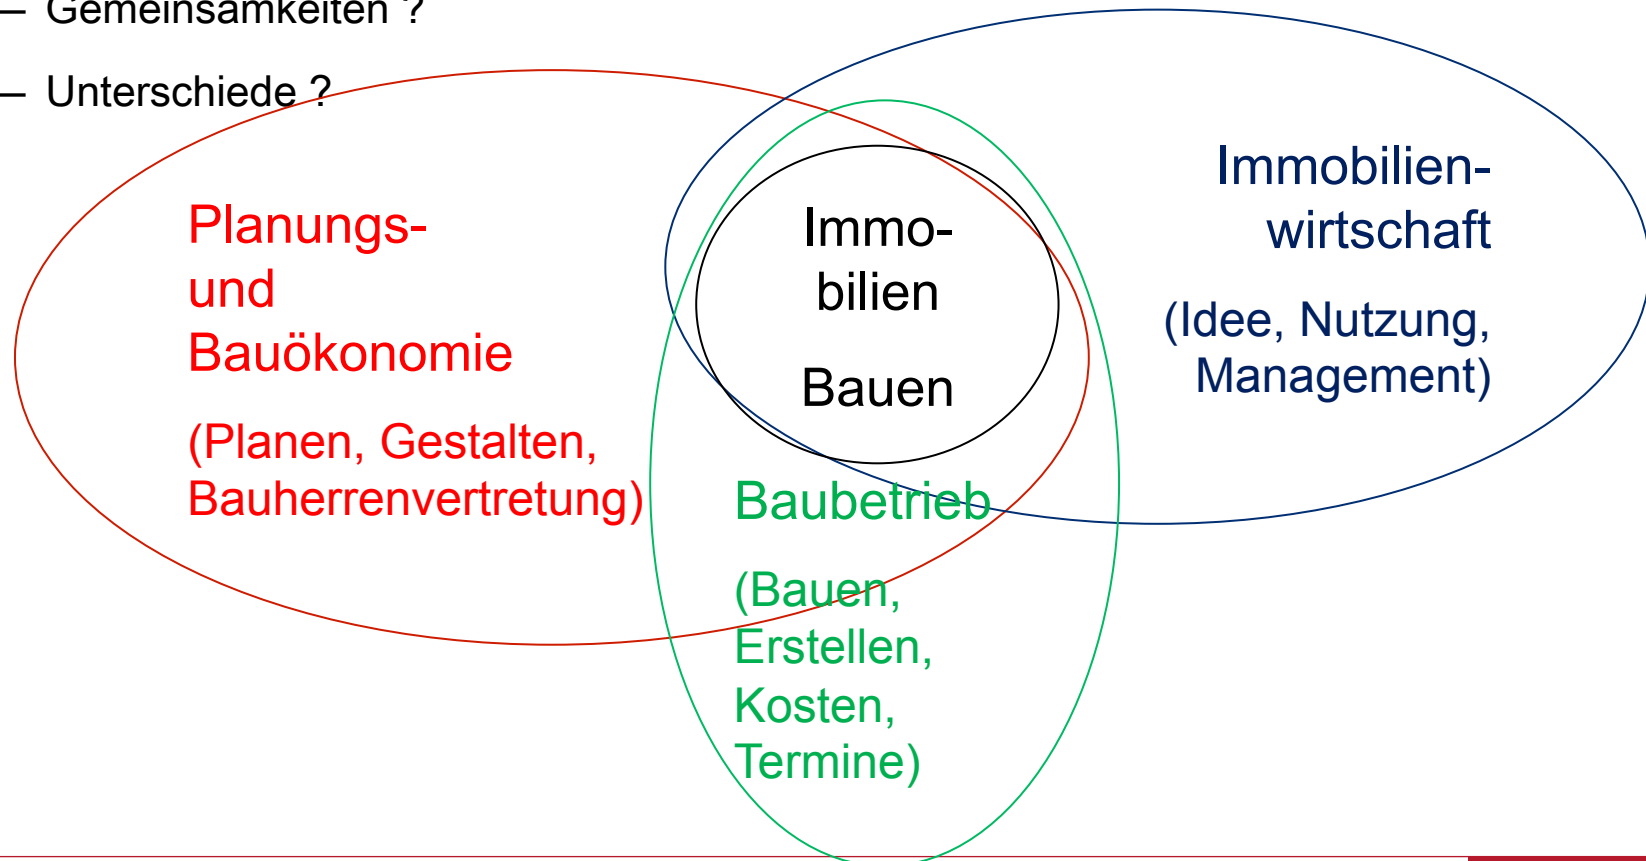 – Gemeinsamkeiten ?
– Unterschiede ?
Planungs-
und
Bauökonomie
(Planen, Gestalten,
Bauherrenvertretung)
Immo-
bilien
Bauen
Immobilien-
wirtschaft
(Idee, Nutzung,
Management)
Baubetrieb
(Bauen,
Erstellen,
Kosten,
Termine)